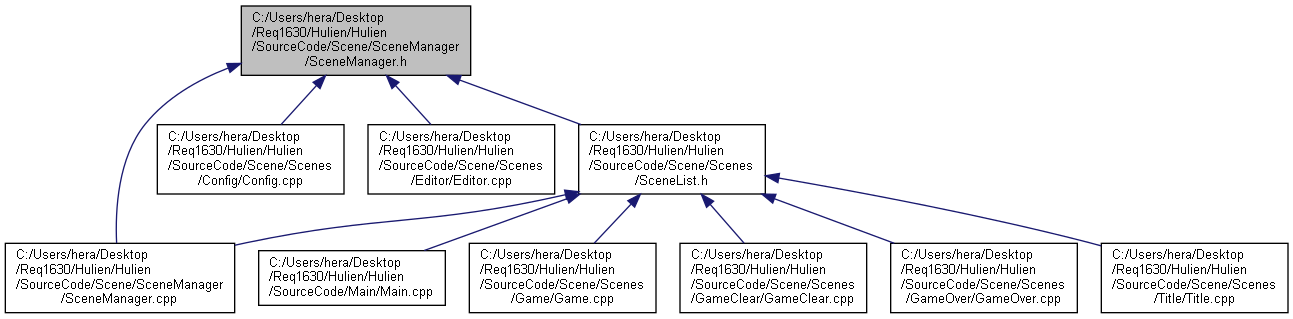 C:/Users/hera/Desktop
/Req1630/Hulien/Hulien
/SourceCode/Scene/SceneManager
/SceneManager.h
C:/Users/hera/Desktop
/Req1630/Hulien/Hulien
/SourceCode/Scene/Scenes
/Config/Config.cpp
C:/Users/hera/Desktop
/Req1630/Hulien/Hulien
/SourceCode/Scene/Scenes
/Editor/Editor.cpp
C:/Users/hera/Desktop
/Req1630/Hulien/Hulien
/SourceCode/Scene/Scenes
/SceneList.h
C:/Users/hera/Desktop
/Req1630/Hulien/Hulien
/SourceCode/Scene/SceneManager
/SceneManager.cpp
C:/Users/hera/Desktop
/Req1630/Hulien/Hulien
/SourceCode/Main/Main.cpp
C:/Users/hera/Desktop
/Req1630/Hulien/Hulien
/SourceCode/Scene/Scenes
/Game/Game.cpp
C:/Users/hera/Desktop
/Req1630/Hulien/Hulien
/SourceCode/Scene/Scenes
/GameClear/GameClear.cpp
C:/Users/hera/Desktop
/Req1630/Hulien/Hulien
/SourceCode/Scene/Scenes
/GameOver/GameOver.cpp
C:/Users/hera/Desktop
/Req1630/Hulien/Hulien
/SourceCode/Scene/Scenes
/Title/Title.cpp